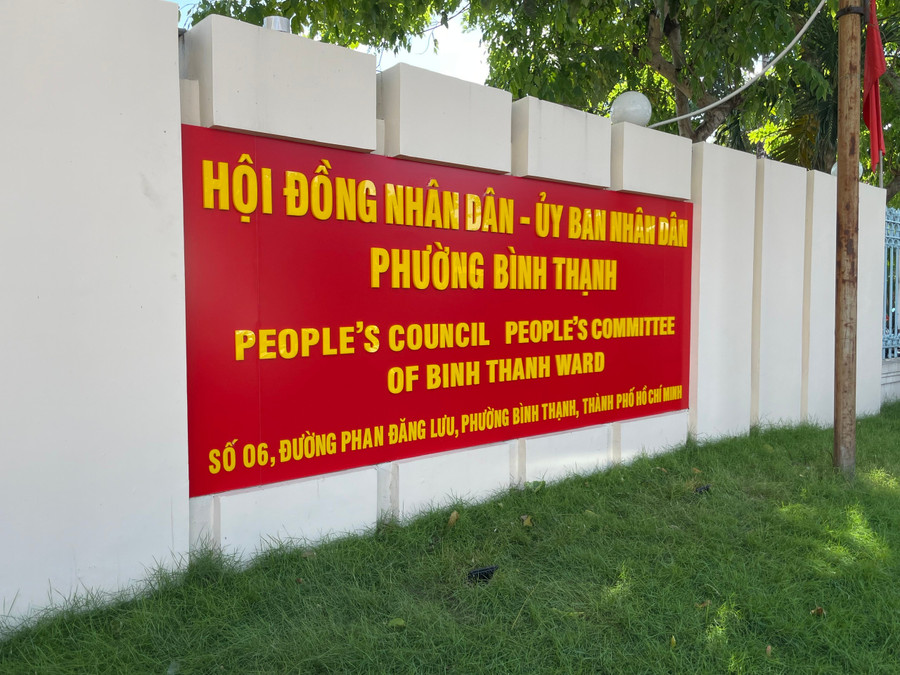 HỘI ĐỒNG NHÂN DÂN - ỦY BAN NHÂN DÂN
PHƯỜNG BÌNH THẠNH
PEOPLE'S COUNCIL PEOPLE'S COMMITTEE
OF BINH THANH WARD
SỐ 06, ĐƯỜNG PHAN ĐĂNG LƯU, PHƯỜNG BÌNH THẠNH, THÀNH PHỐ HỒ CHÍ MINH